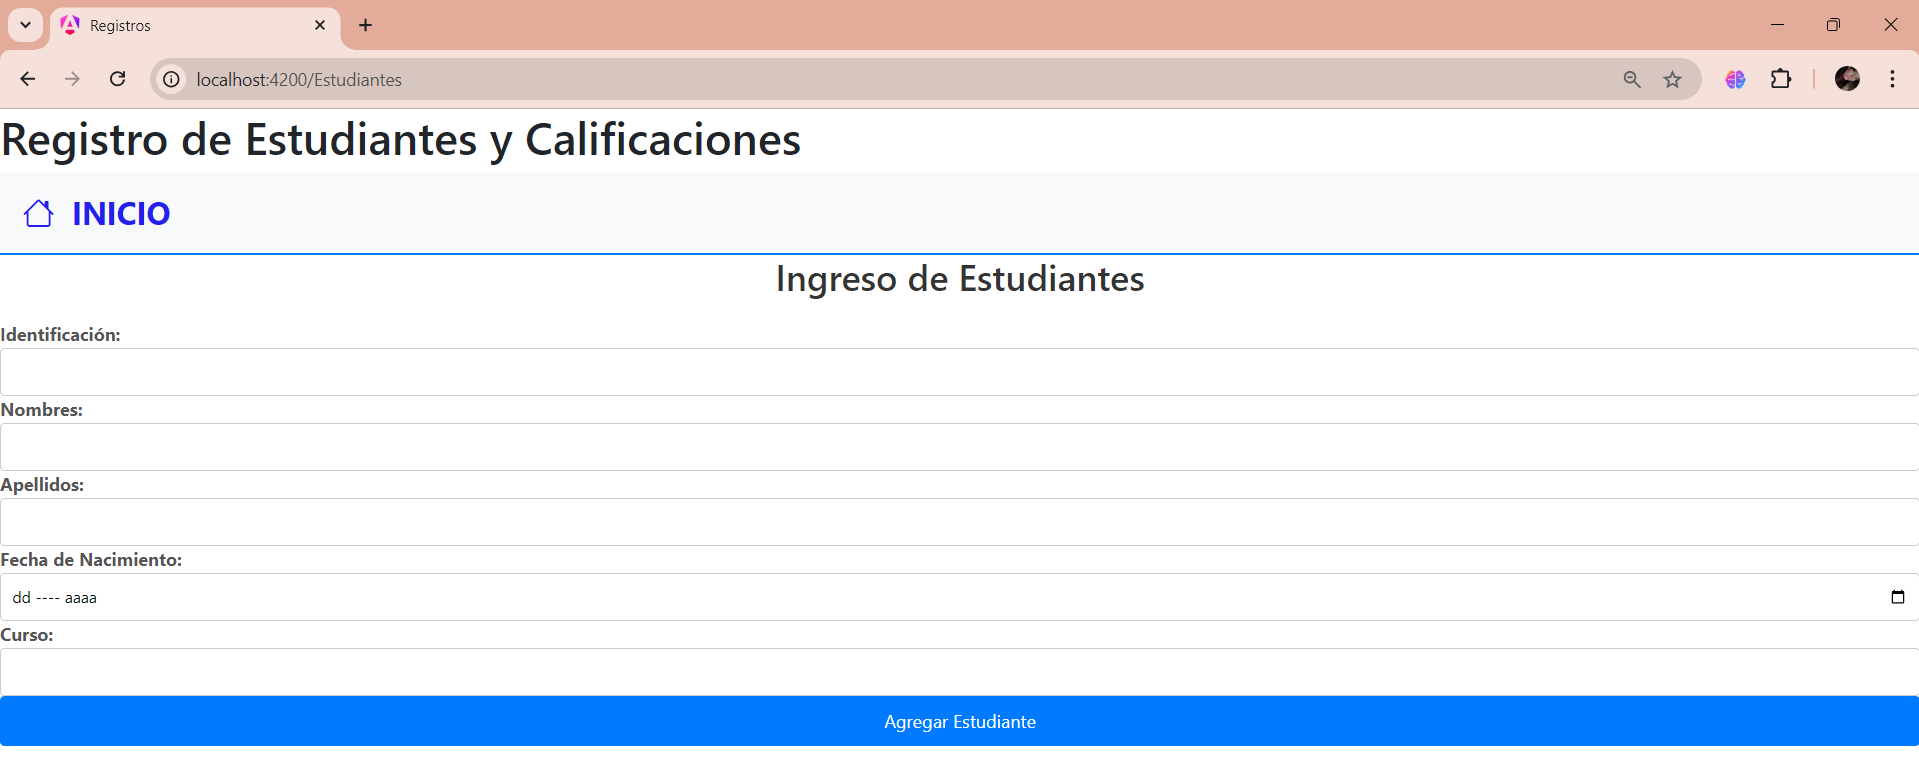 Registros
localhost:4200/Estudiantes
Registro de Estudiantes y Calificaciones
INICIO
Ingreso de Estudiantes
Identificación:
Nombres:
Apellidos:
Fecha de Nacimiento:
dd ---- aaaa
Curso:
Agregar Estudiante